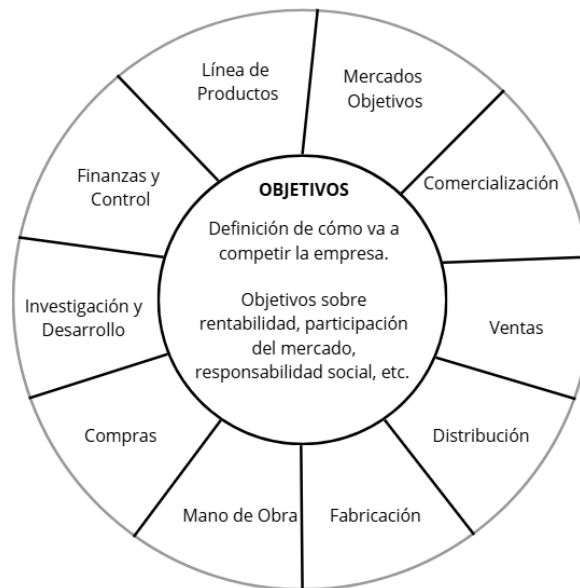 Línea de
Productos
Mercados
Objetivos
Comercialización
Ventas
Distribución
Fabricación
Mano de Obra
Compras
Investigación y
Desarrollo
Finanzas y
Control
OBJETIVOS
Definición de cómo va a
competir la empresa.
Objetivos sobre
rentabilidad, participación
del mercado,
responsabilidad social, etc.